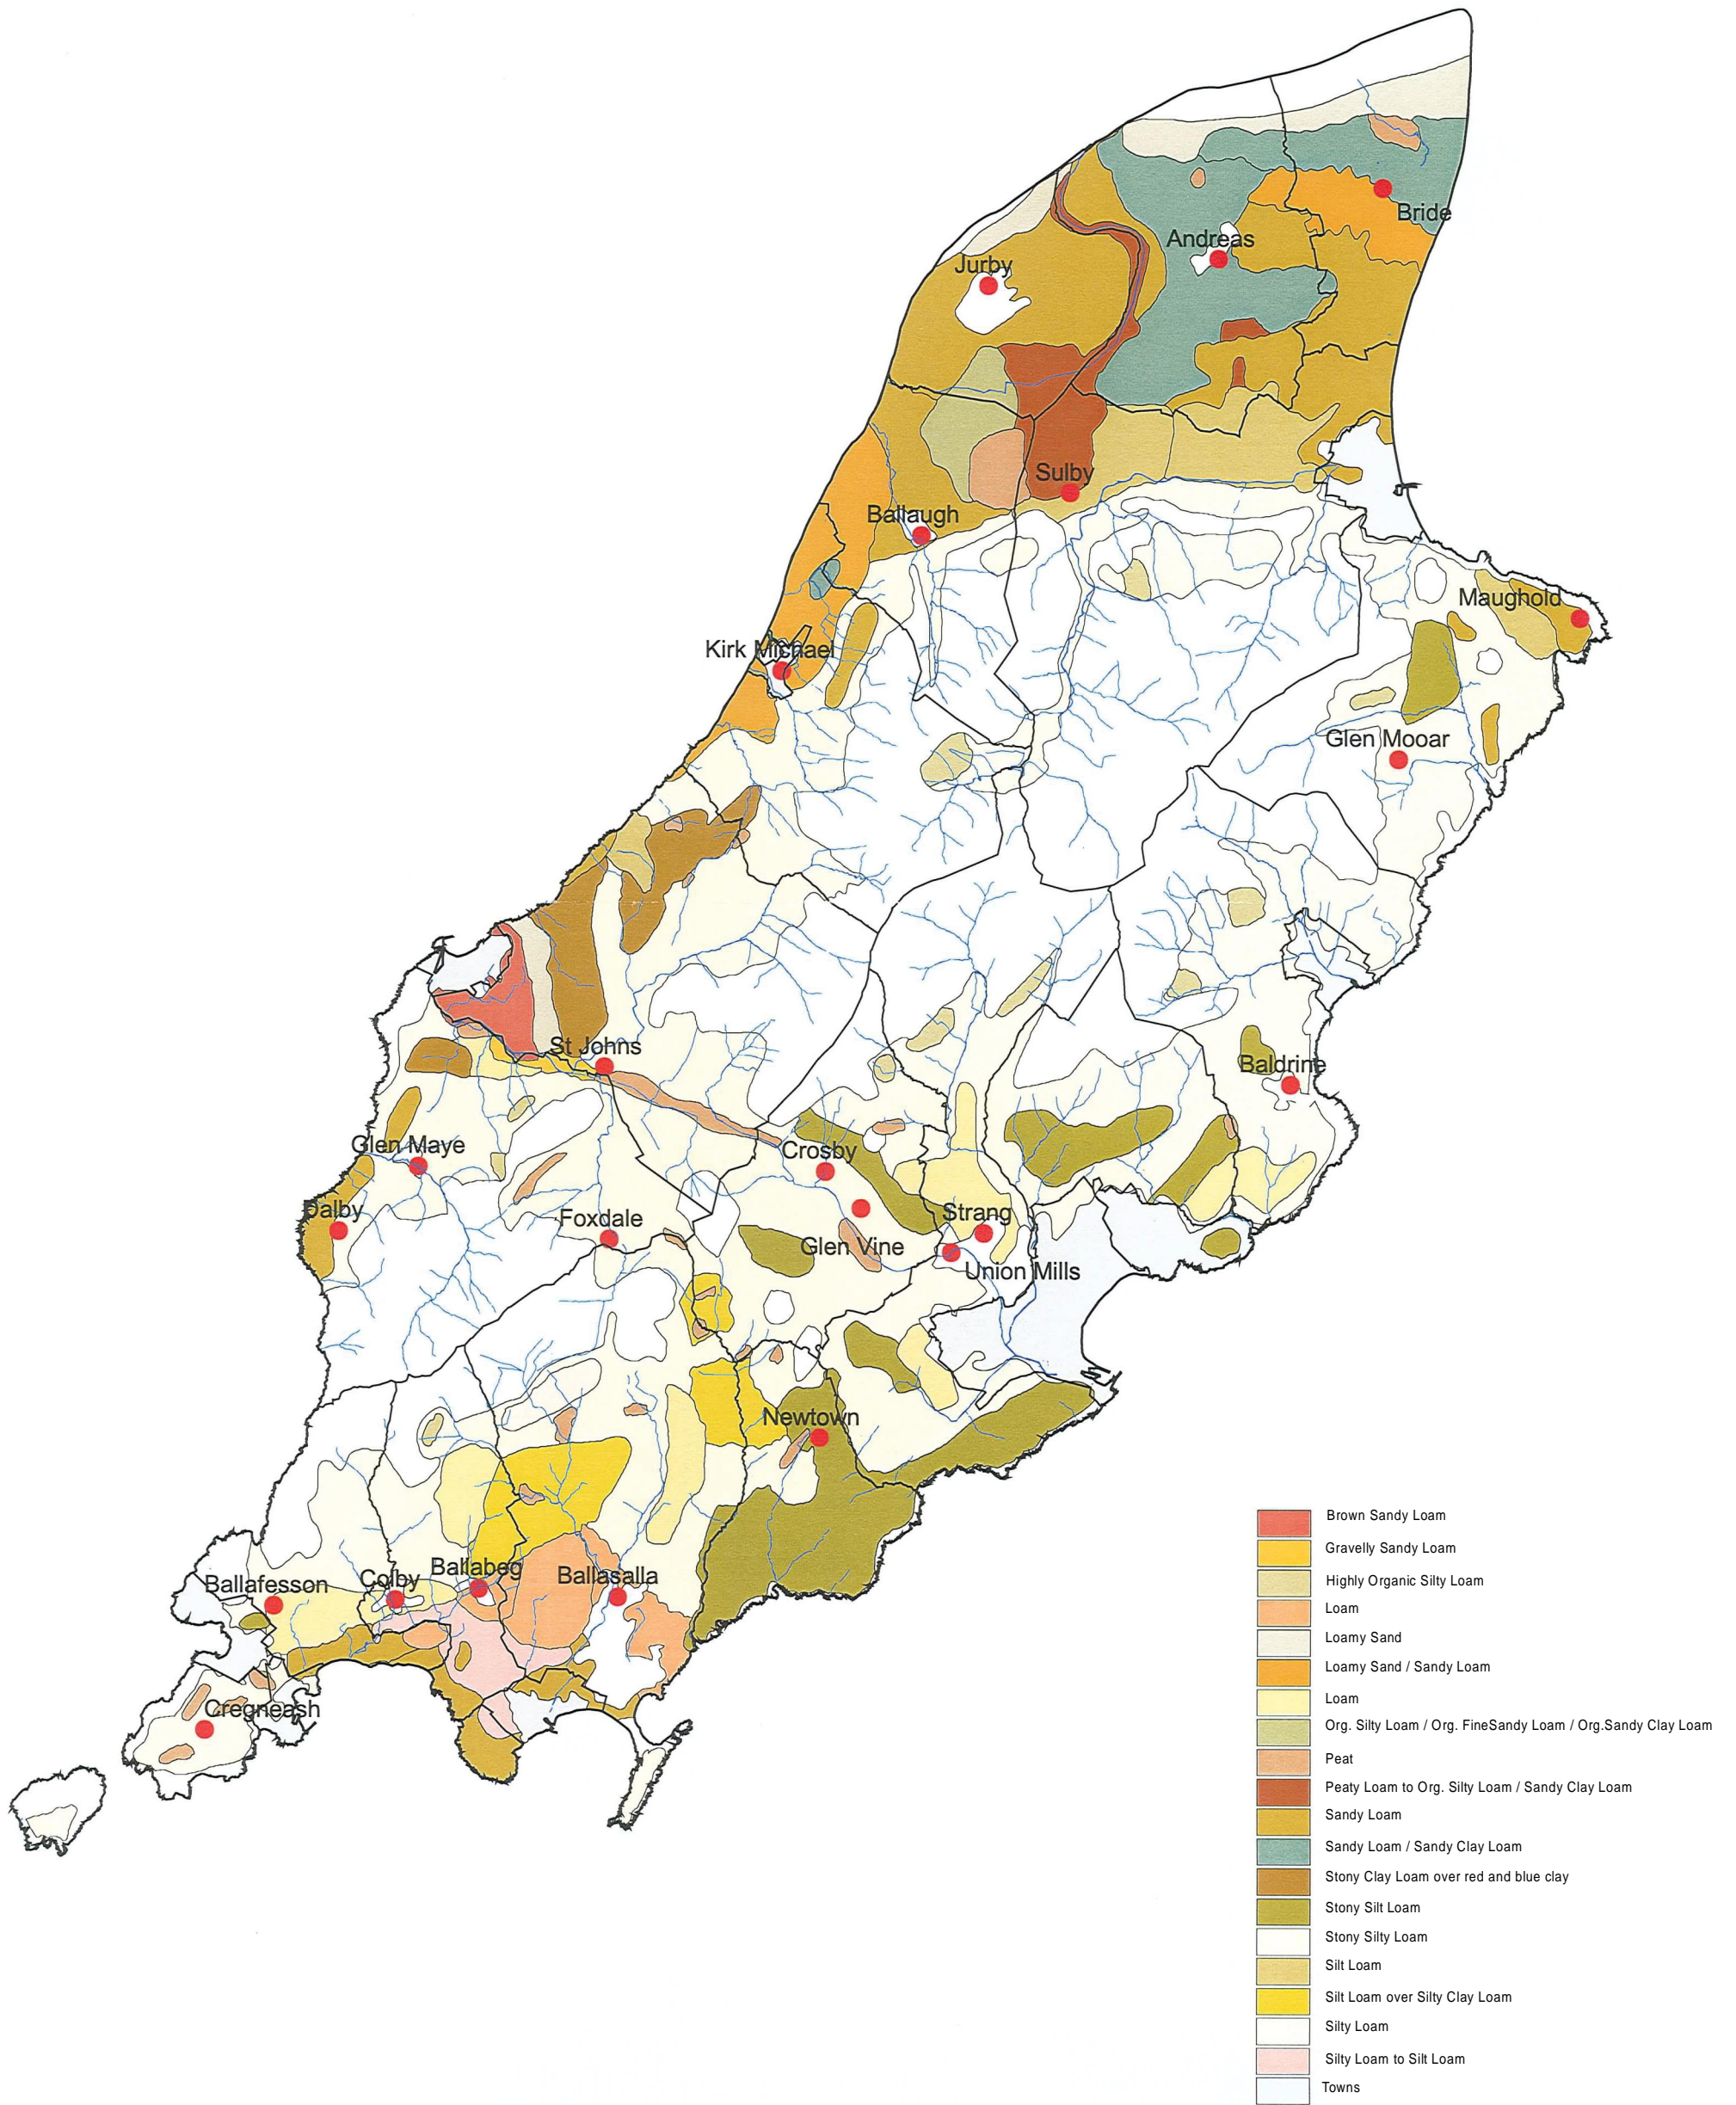 Bride
Andreas
Jurby
Sulby
Ballaugh
Maughold
Kirk Michael
Glen Mooar
St Johns
Baldrine
Glen Maye
Crosby
Dalby
Foxdale
Strang
Glen Vine
Union Mills
Newtown
Ballabeg
Ballafesson
Colby
Ballasalla
Cregneash
Brown Sandy Loam
Gravelly Sandy Loam
Highly Organic Silty Loam
Loam
Loamy Sand
Loamy Sand / Sandy Loam
Loam
Org. Silty Loam / Org. FineSandy Loam / Org.Sandy Clay Loam
Peat
Peaty Loam to Org. Silty Loam / Sandy Clay Loam
Sandy Loam
Sandy Loam / Sandy Clay Loam
Stony Clay Loam over red and blue clay
Stony Silt Loam
Stony Silty Loam
Silt Loam
Silt Loam over Silty Clay Loam
Silty Loam
Silty Loam to Silt Loam
Towns